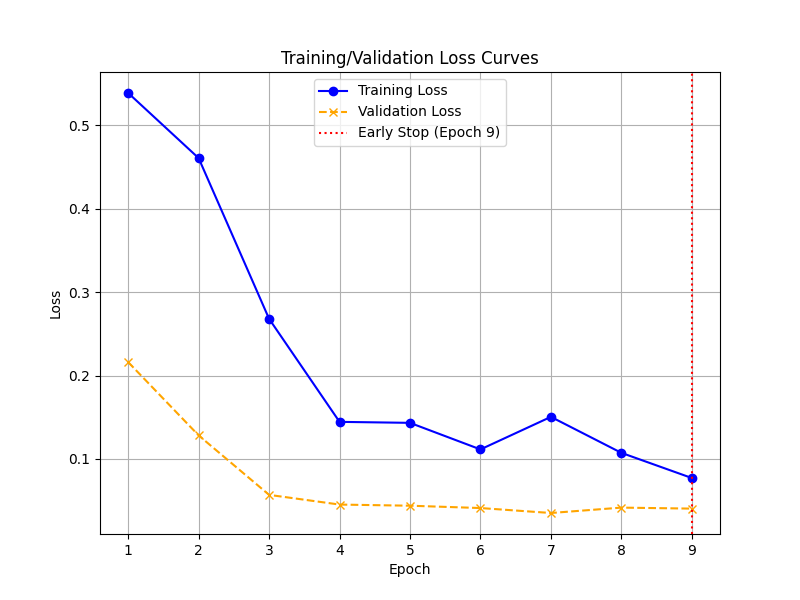 Training/Validation Loss Curves
Training Loss
Validation Loss
Early Stop (Epoch 9)
0.5
0.4
0.3
0.2
0.1
Loss
1 2 3 4 5 6 7 8 9
Epoch